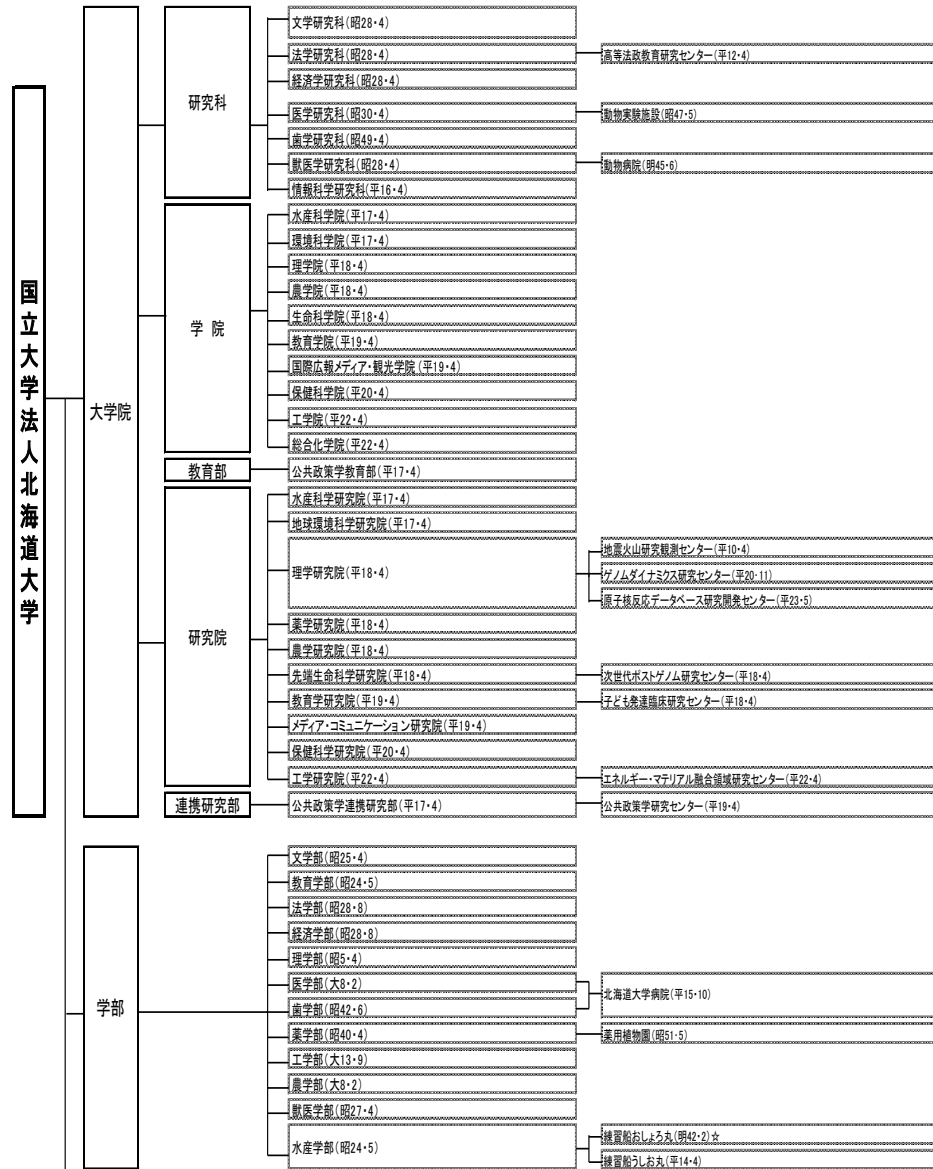 国立大学法人北海道大学
大学院
研究科
文学研究科(昭28・4)
法学研究科(昭28・4)
高等法政教育研究センター(平12・4)
経済学研究科(昭28・4)
医学研究科(昭30・4)
動物実験施設(昭47・5)
歯学研究科(昭49・4)
獣医学研究科(昭28・4)
動物病院(明45・6)
情報科学研究科(平16・4)
学 院
水産科学院(平17・4)
環境科学院(平17・4)
理学院(平18・4)
農学院(平18・4)
生命科学院(平18・4)
教育学院(平19・4)
国際広報メディア・観光学院(平19・4)
保健科学院(平20・4)
工学院(平22・4)
総合化学院(平22・4)
教育部
公共政策学教育部(平17・4)
研究院
水産科学研究院(平17・4)
地球環境科学研究院(平17・4)
理学研究院(平18・4)
地震火山研究観測センター(平10・4)
ゲノムダイナミクス研究センター(平20・11)
原子核反応データベース研究開発センター(平23・5)
薬学研究院(平18・4)
農学研究院(平18・4)
先端生命科学研究院(平18・4)
次世代ポストゲノム研究センター(平18・4)
教育学研究院(平19・4)
子ども発達臨床研究センター(平18・4)
メディア・コミュニケーション研究院(平19・4)
保健科学研究院(平20・4)
工学研究院(平22・4)
エネルギー・マテリアル融合領域研究センター(平22・4)
連携研究部
公共政策学連携研究部(平17・4)
公共政策学研究センター(平19・4)
学部
文学部(昭25・4)
教育学部(昭24・5)
法学部(昭28・8)
経済学部(昭28・8)
理学部(昭5・4)
医学部(大8・2)
北海道大学病院(平15・10)
歯学部(昭42・6)
薬学部(昭40・4)
薬用植物園(昭51・5)
工学部(大13・9)
農学部(大8・2)
獣医学部(昭27・4)
水産学部(昭24・5)
練習船おしょろ丸(明42・2)☆
練習船うしお丸(平14・4)